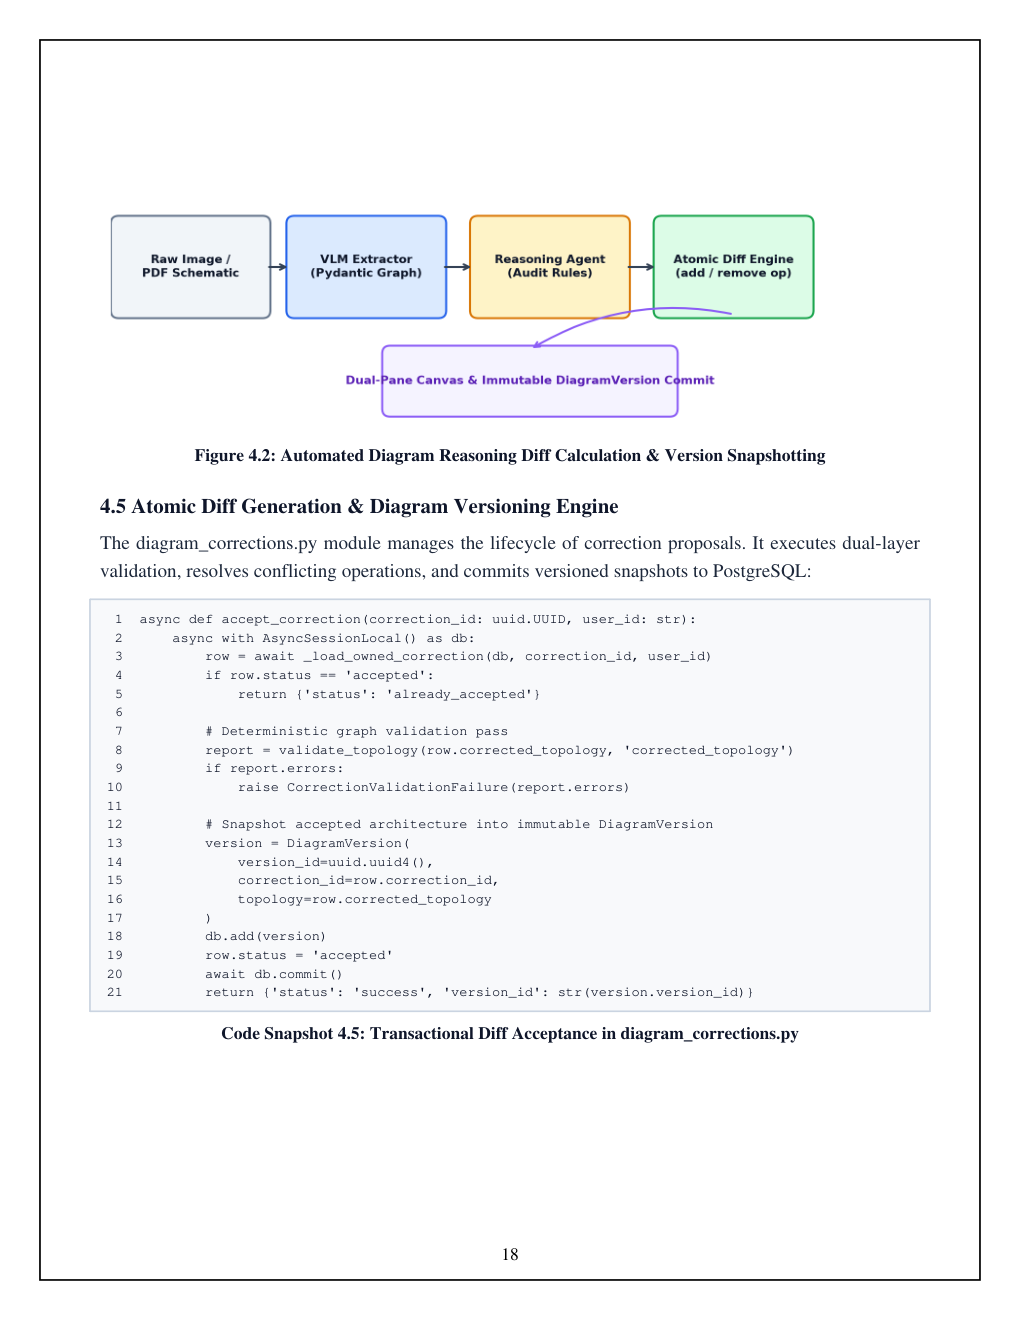 Raw Image /
PDF Schematic
VLM Extractor
(Pydantic Graph)
Reasoning Agent
(Audit Rules)
Atomic Diff Engine
(add / remove op)
Dual-Pane Canvas & Immutable DiagramVersion Commit
Figure 4.2: Automated Diagram Reasoning Diff Calculation & Version Snapshotting
4.5 Atomic Diff Generation & Diagram Versioning Engine
The diagram_corrections.py module manages the lifecycle of correction proposals. It executes dual-layer
validation, resolves conflicting operations, and commits versioned snapshots to PostgreSQL:
1 async def accept_correction(correction_id: uuid.UUID, user_id: str):
2     async with AsyncSessionLocal() as db:
3         row = await _load_owned_correction(db, correction_id, user_id)
4         if row.status == 'accepted':
5             return {'status': 'already_accepted'}
6
7         # Deterministic graph validation pass
8         report = validate_topology(row.corrected_topology, 'corrected_topology')
9         if report.errors:
10             raise CorrectionValidationFailure(report.errors)
11
12         # Snapshot accepted architecture into immutable DiagramVersion
13         version = DiagramVersion(
14             version_id=uuid.uuid4(),
15             correction_id=row.correction_id,
16             topology=row.corrected_topology
17         )
18         db.add(version)
19         row.status = 'accepted'
20         await db.commit()
21         return {'status': 'success', 'version_id': str(version.version_id)}
Code Snapshot 4.5: Transactional Diff Acceptance in diagram_corrections.py
18